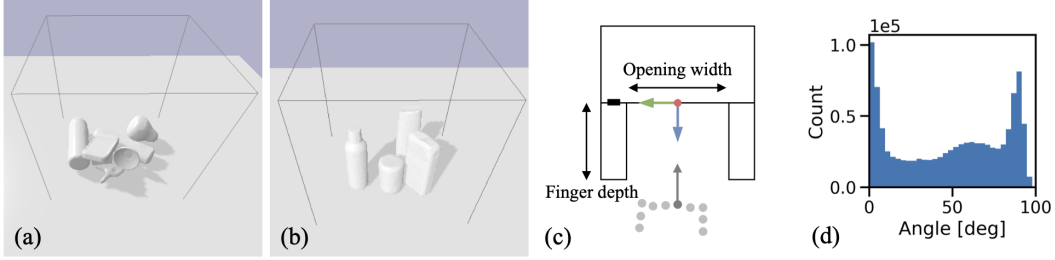 (a)
(b)
Opening width
Finger depth
(c)
1e5
1.0
0.5
0.0
Count
0
50
100
Angle [deg]
(d)